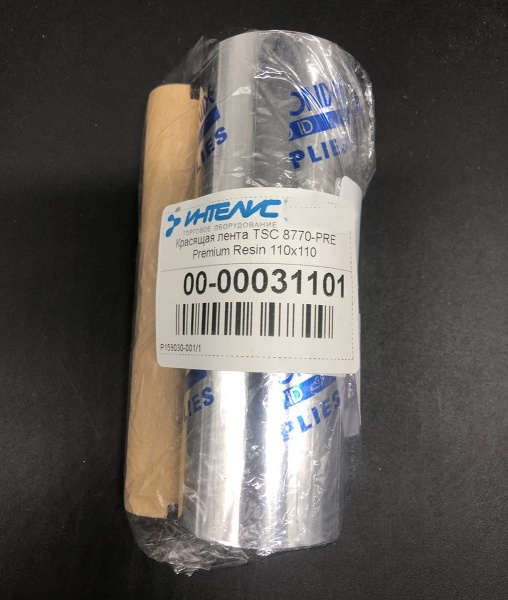 PLIES
ИНТЕЛИС
ТОРГОВОЕ ОБОРУДОВАНИЕ
Красящая лента TSC 8770-PRE
Premium Resin 110x110
00-00031101
P159030-001/1
PLIES